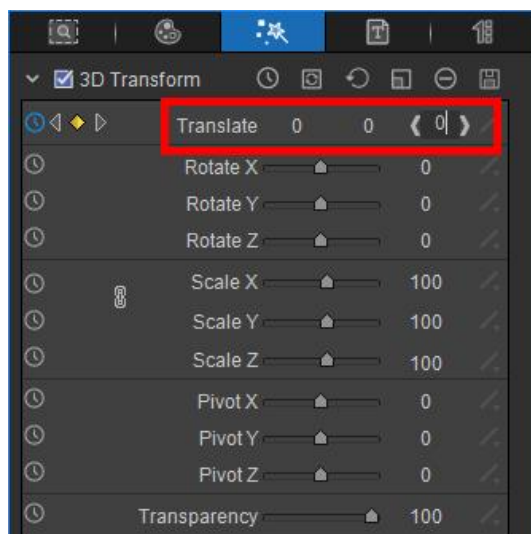 3D Transform
Translate 0 0 0
Rotate X 0
Rotate Y 0
Rotate Z 0
Scale X 100
Scale Y 100
Scale Z 100
Pivot X 0
Pivot Y 0
Pivot Z 0
Transparency 100